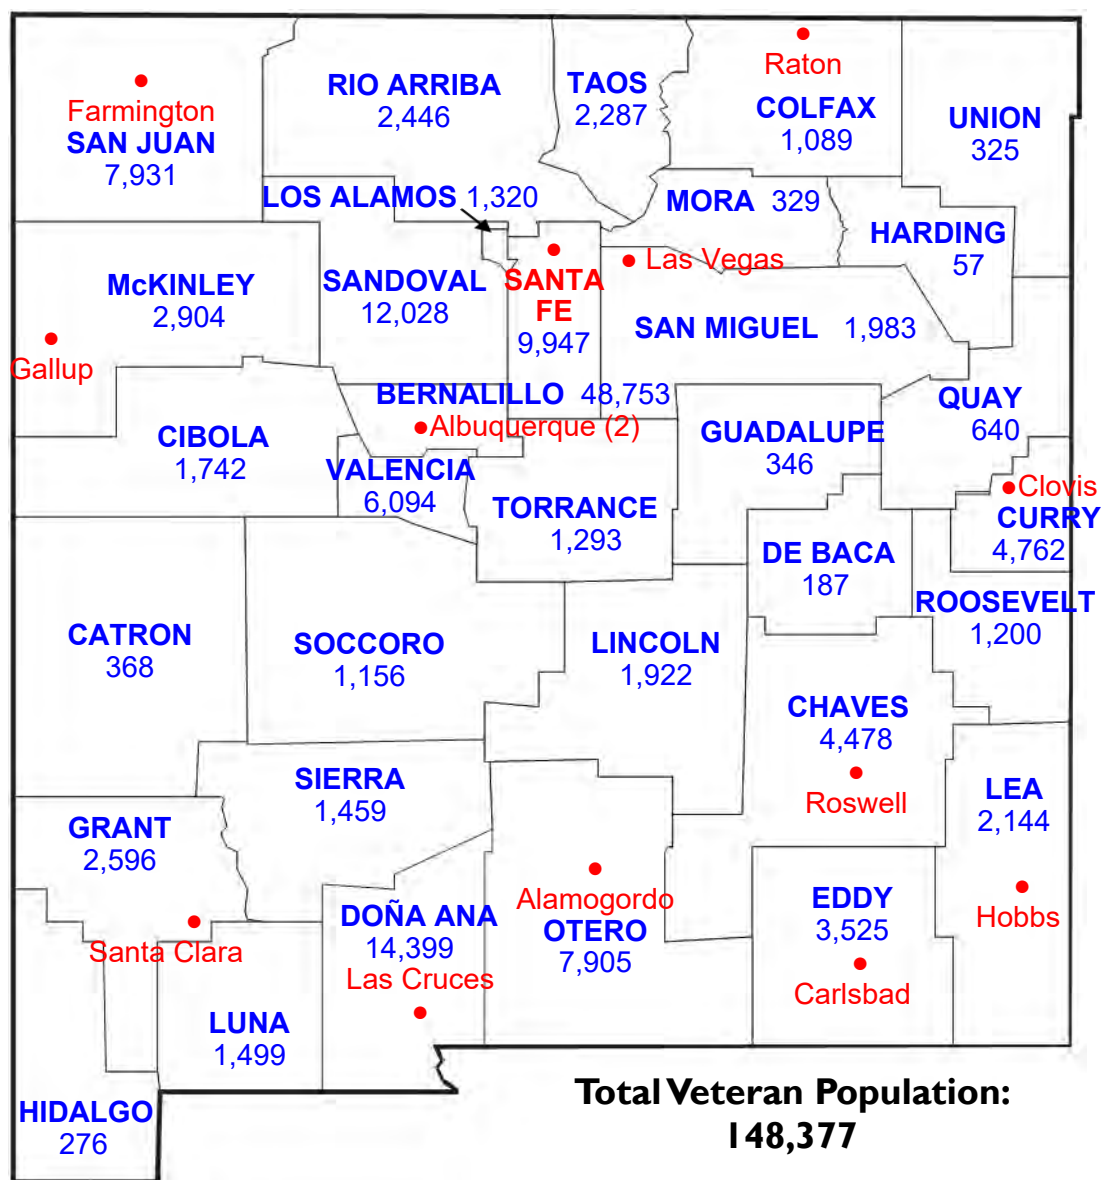 Farmington
SAN JUAN
7,931
RIO ARRIBA
2,446
TAOS
2,287
Raton
COLFAX
1,089
UNION
325
LOS ALAMOS 1,320
MORA 329
HARDING
57
McKINLEY
2,904
Gallup
SANDOVAL
12,028
SANTA
FE
9,947
Las Vegas
SAN MIGUEL 1,983
BERNALILLO 48,753
Albuquerque (2)
CIBOLA
1,742
VALENCIA
6,094
TORRANCE
1,293
GUADALUPE
346
QUAY
640
Clovis
CURRY
4,762
DE BACA
187
ROOSEVELT
1,200
CATRON
368
SOCCORO
1,156
LINCOLN
1,922
CHAVES
4,478
Roswell
SIERRA
1,459
LEA
2,144
Hobbs
GRANT
2,596
Santa Clara
DOÑA ANA
14,399
Las Cruces
Alamogordo
OTERO
7,905
EDDY
3,525
Carlsbad
LUNA
1,499
HIDALGO
276
Total Veteran Population:
148,377